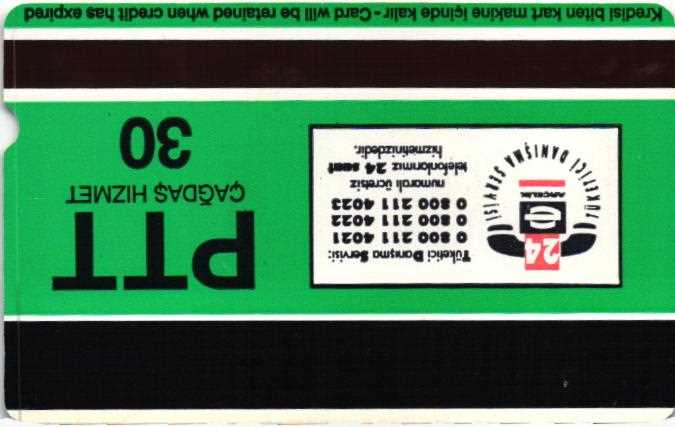 PTT
ÇAĞDAŞ HİZMET
30
24
ARÇELİK
TÜKETİCİ DANIŞMA SERVİSİ
Tüketici Danışma Servisi:
0 800 211 4021
0 800 211 4022
0 800 211 4023
numaralı ücretsiz
telefonlarımız 24 saat
hizmetinizdedir.
Kredisi biten kart makine içinde kalır - Card will be retained when credit has expired